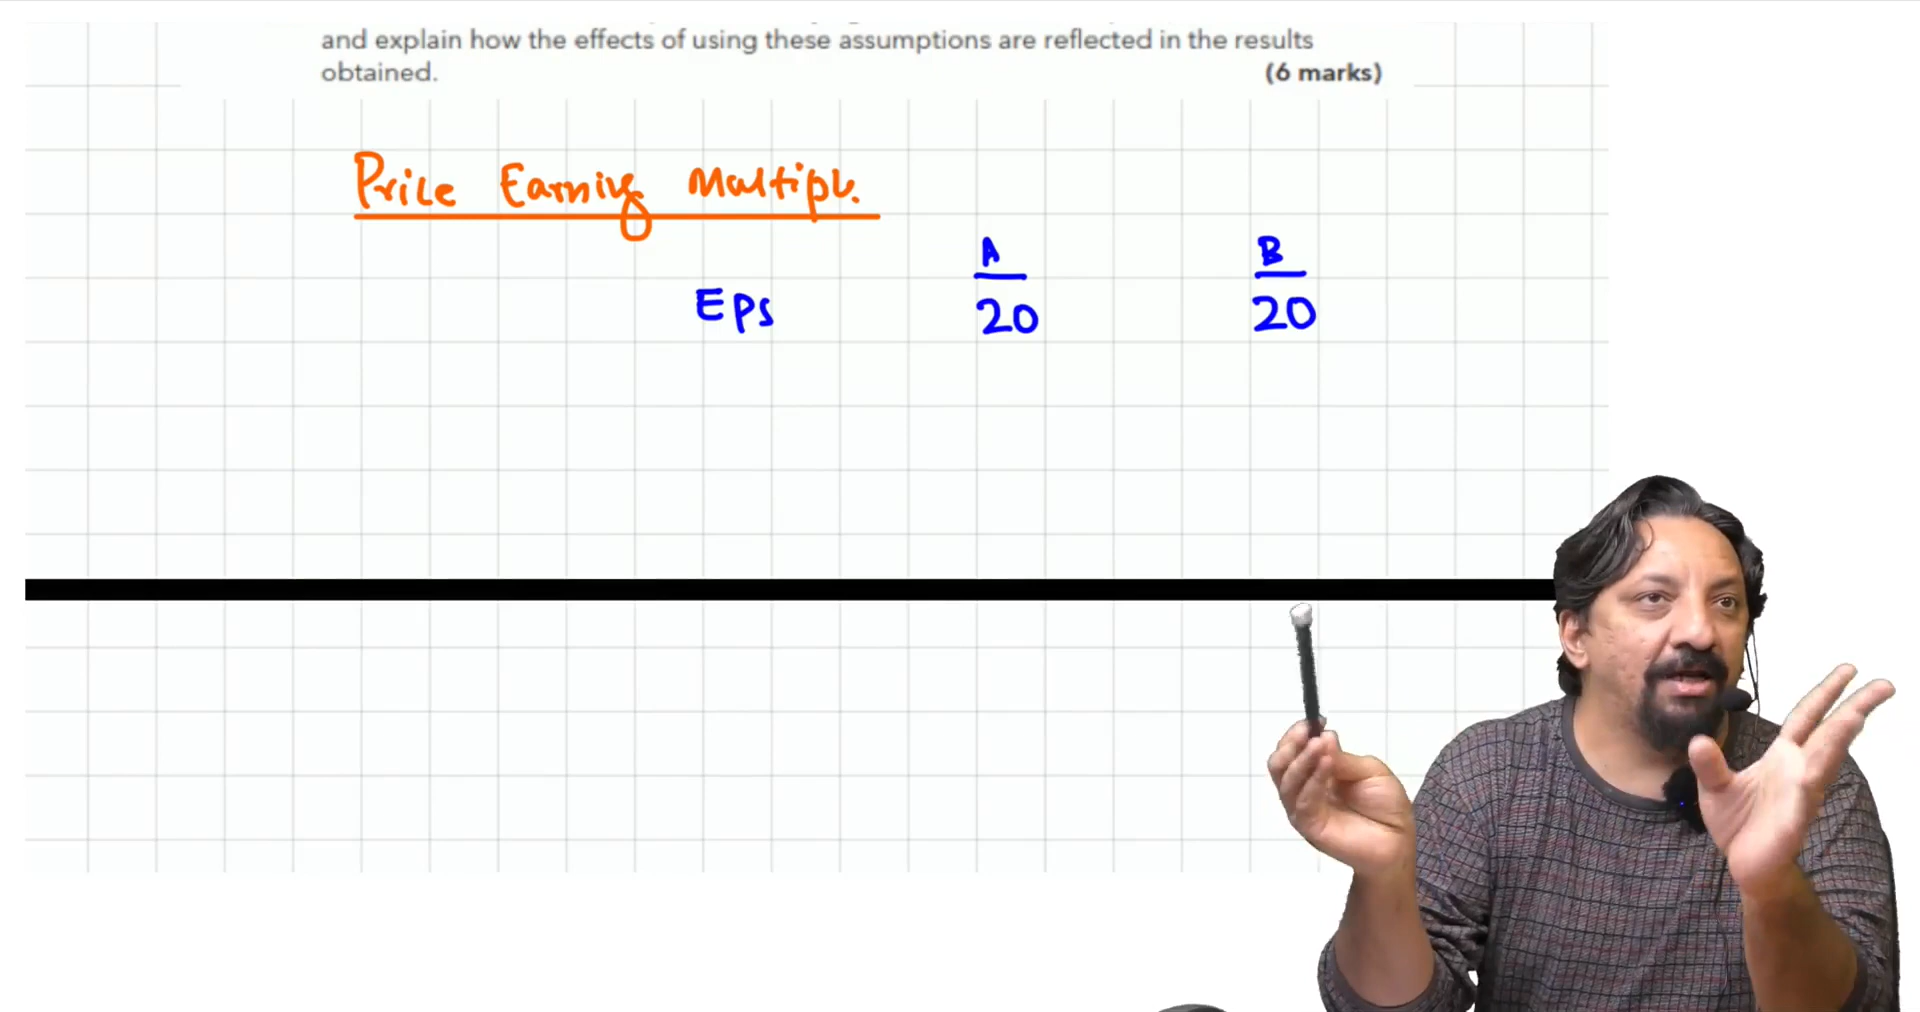 and explain how the effects of using these assumptions are reflected in the results
obtained. (6 marks)
Price Earning Multiple.
A B
Eps 20 20